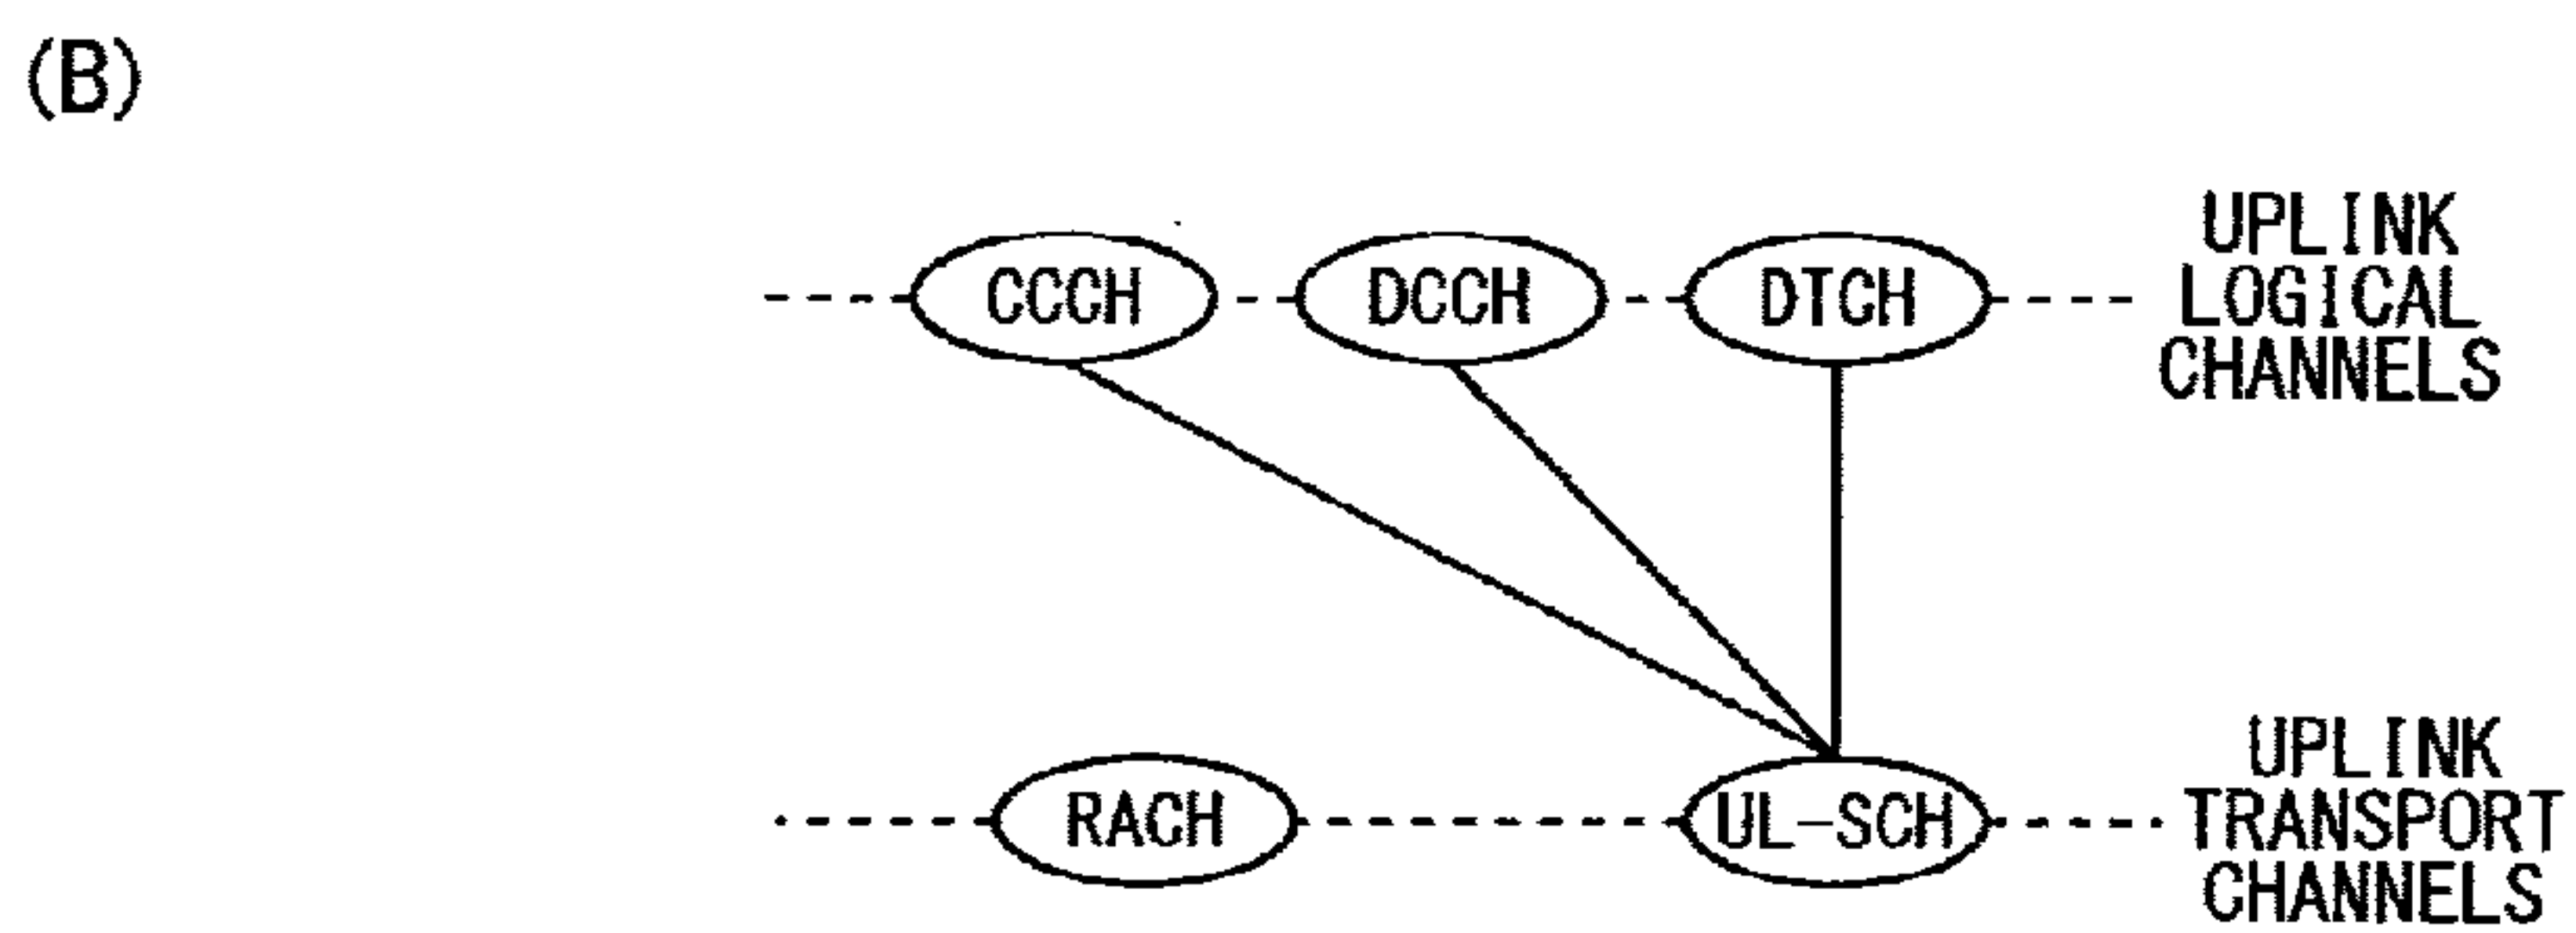 (B)
CCCH
DCCH
DTCH
UPLINK
LOGICAL
CHANNELS
RACH
UL-SCH
UPLINK
TRANSPORT
CHANNELS